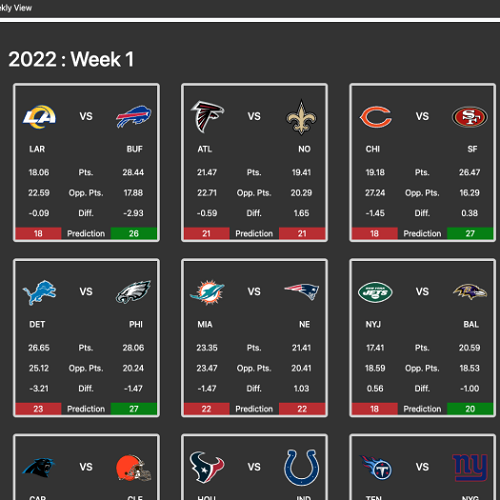 kly View
2022 : Week 1
VS VS VS
LAR BUF ATL NO CHI SF
18.06 Pts. 28.44 21.47 Pts. 19.41 19.18 Pts. 26.47
22.59 Opp. Pts. 17.88 22.71 Opp. Pts. 20.29 27.24 Opp. Pts. 16.29
-0.09 Diff. -2.93 -0.59 Diff. 1.65 -1.45 Diff. 0.38
18 Prediction 26 21 Prediction 21 18 Prediction 27
VS VS VS
DET PHI MIA NE NYJ BAL
26.65 Pts. 28.06 23.35 Pts. 21.41 17.41 Pts. 20.59
25.12 Opp. Pts. 20.24 23.47 Opp. Pts. 20.41 18.59 Opp. Pts. 18.53
-3.21 Diff. -1.47 -1.47 Diff. 1.03 0.56 Diff. -1.00
23 Prediction 27 22 Prediction 22 18 Prediction 20
VS VS VS ny
CAR CLE HOU IND TEN NYG